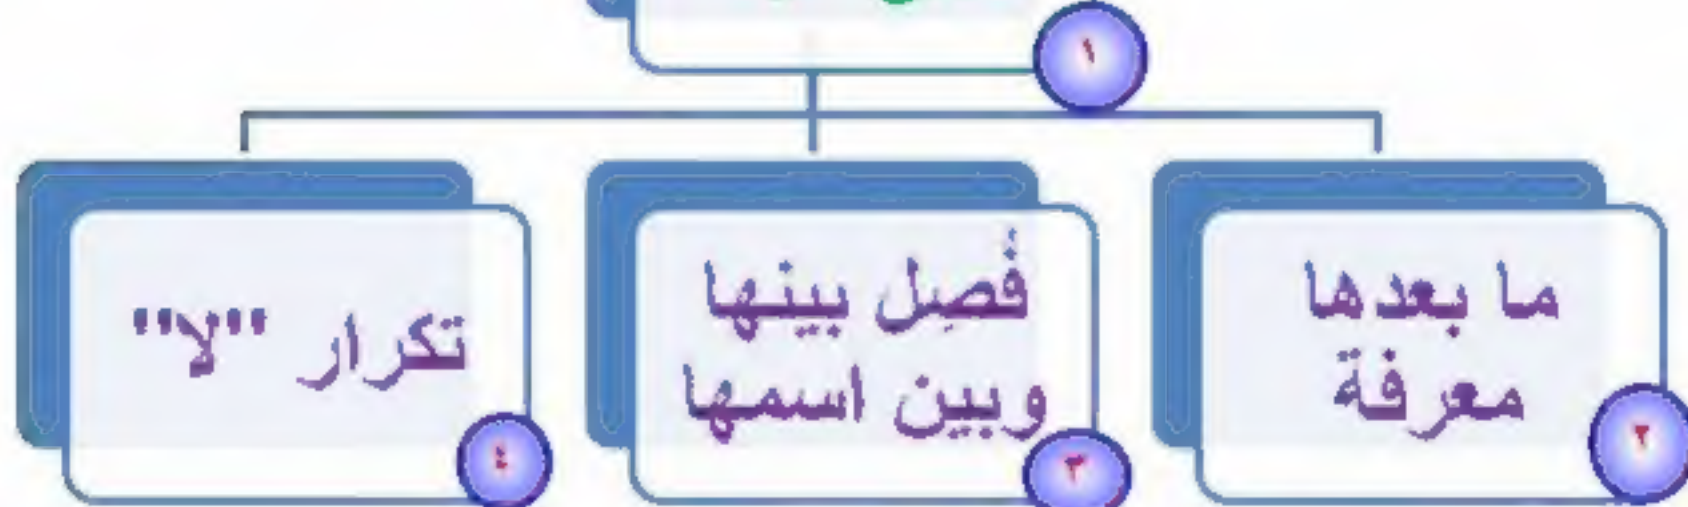 ١
ما بعدها
معرفة
٢
فُصِل بينها
وبين اسمها
٣
تكرار "لا"
٤